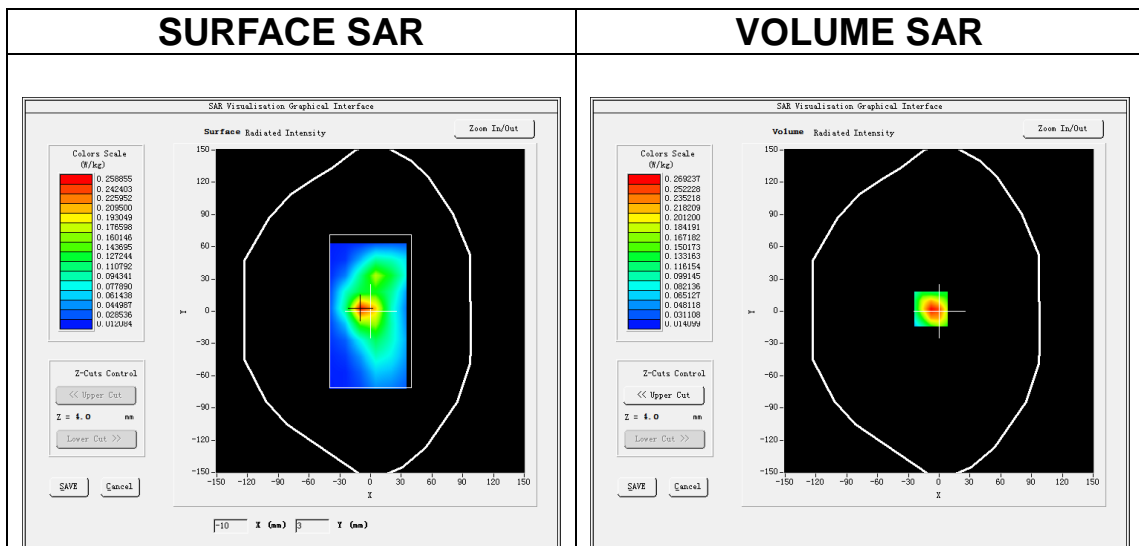 SURFACE SAR
SAR Visualisation Graphical Interface
Surface Radiated Intensity
Zoom In/Out
Colors Scale
(W/kg)
0.258855
0.242403
0.225952
0.209500
0.193049
0.176598
0.160146
0.143695
0.127244
0.110792
0.094341
0.077890
0.061438
0.044987
0.028536
0.012084
Z-Cuts Control
<< Upper Cut
Z = 4.0 mm
Lower Cut >>
SAVE Cancel
150
120
90
60
30
0
-30
-60
-90
-120
-150
Y
-150 -120 -90 -60 -30 0 30 60 90 120 150
X
-10 X (mm) 3 Y (mm)
VOLUME SAR
SAR Visualisation Graphical Interface
Volume Radiated Intensity
Zoom In/Out
Colors Scale
(W/kg)
0.269237
0.252228
0.235218
0.218209
0.201200
0.184191
0.167182
0.150173
0.133163
0.116154
0.099145
0.082136
0.065127
0.048118
0.031108
0.014099
Z-Cuts Control
<< Upper Cut
Z = 4.0 mm
Lower Cut >>
SAVE Cancel
150
120
90
60
30
0
-30
-60
-90
-120
-150
Y
-150 -120 -90 -60 -30 0 30 60 90 120 150
X